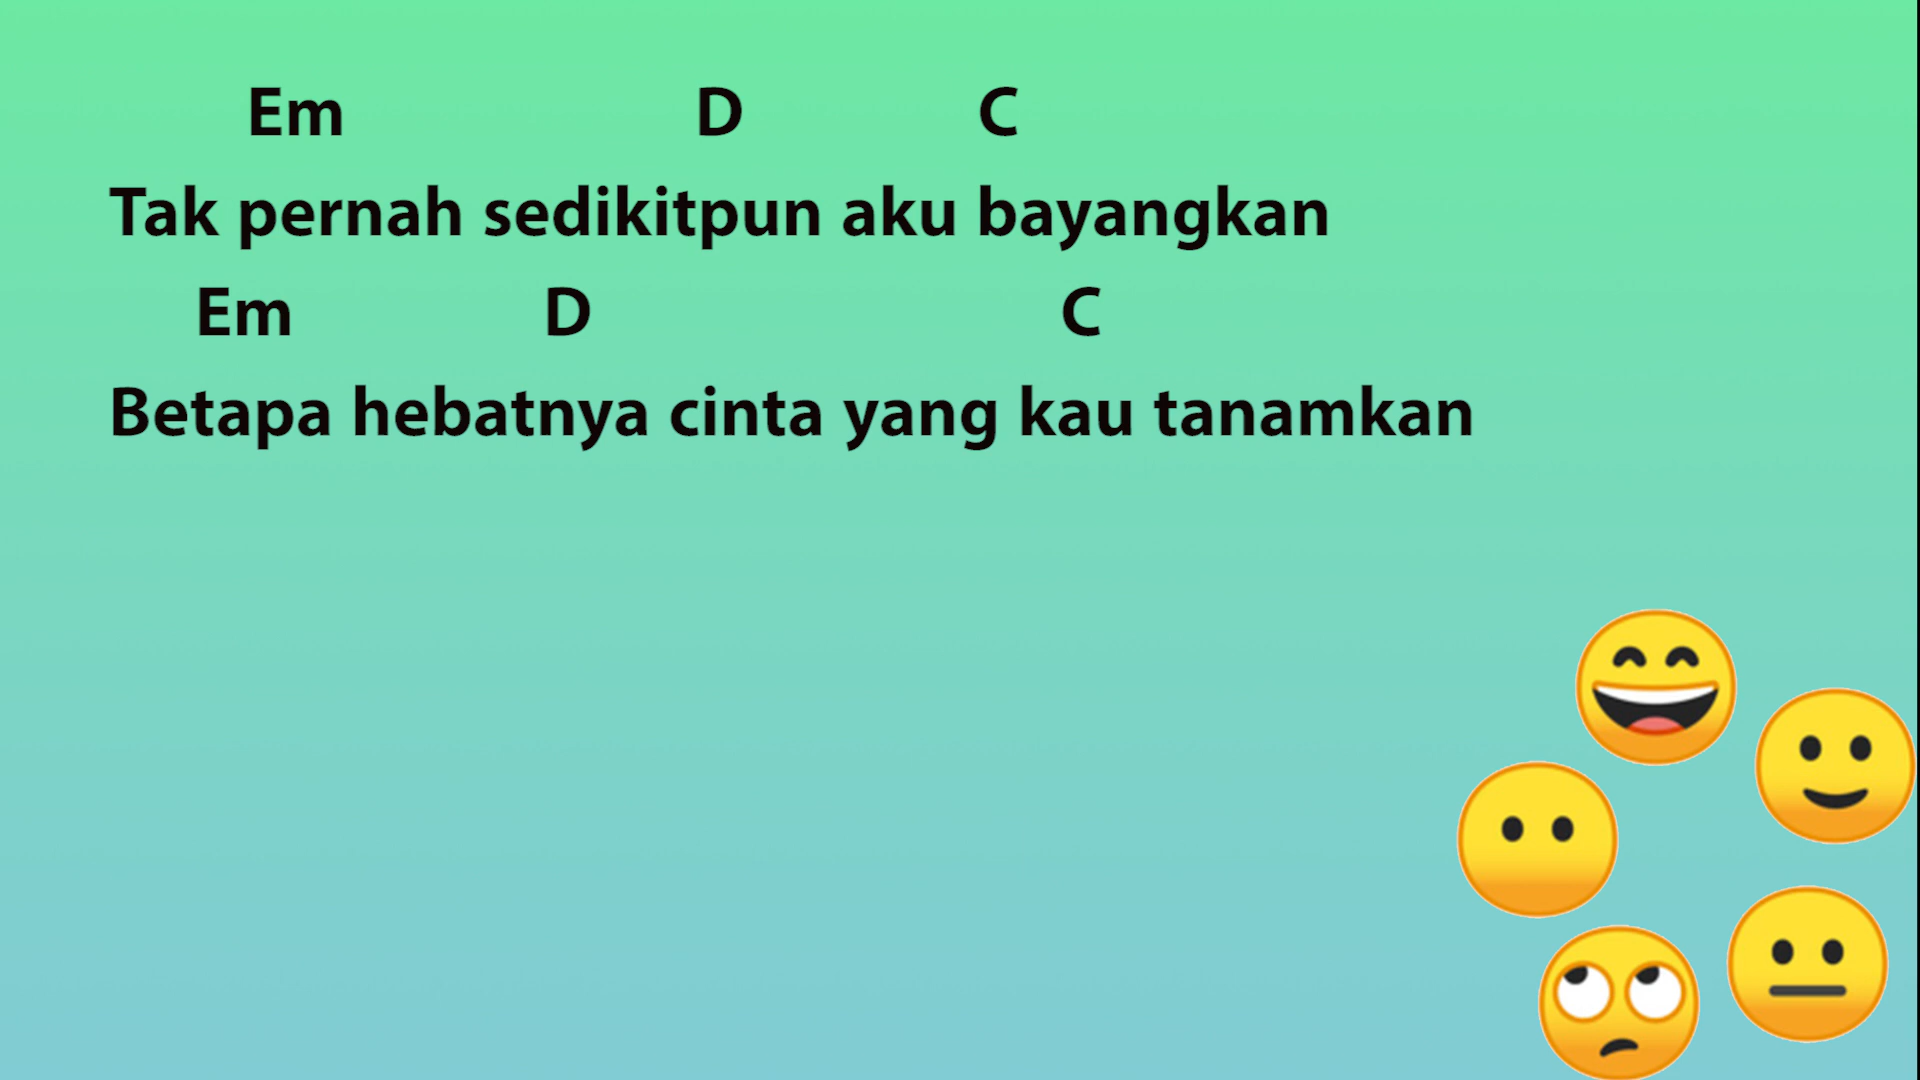 Em D C
Tak pernah sedikitpun aku bayangkan
Em D C
Betapa hebatnya cinta yang kau tanamkan